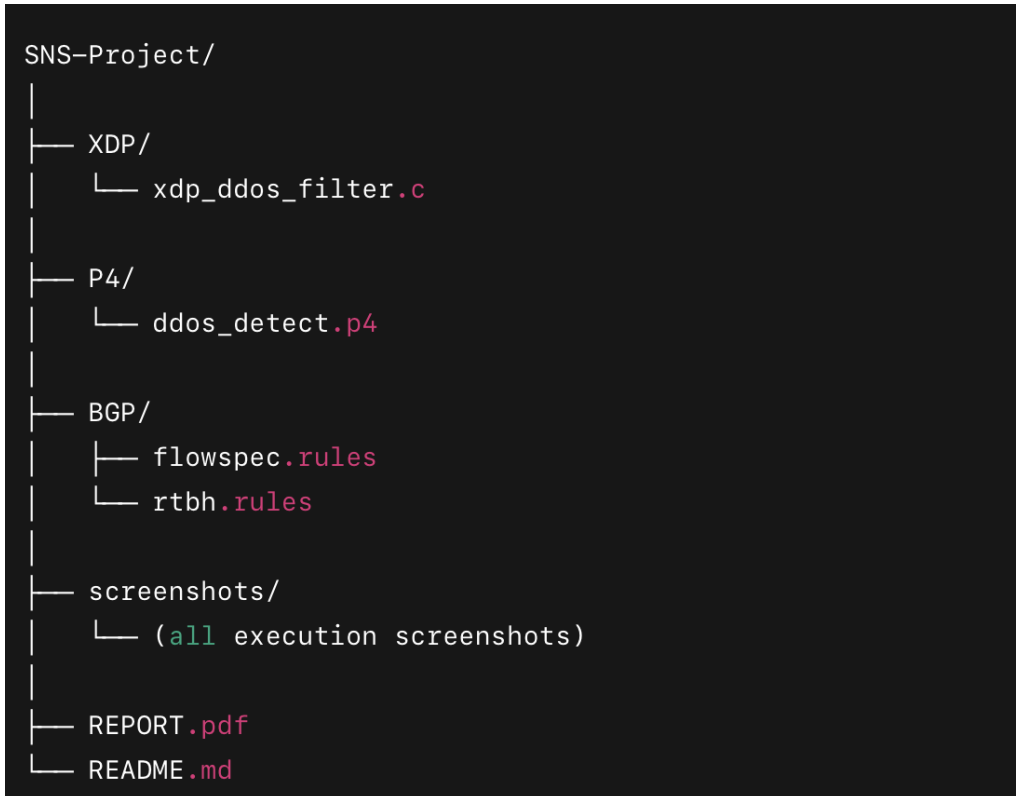 SNS-Project/
│
├── XDP/
│   └── xdp_ddos_filter.c
│
├── P4/
│   └── ddos_detect.p4
│
├── BGP/
│   ├── flowspec.rules
│   └── rtbh.rules
│
├── screenshots/
│   └── (all execution screenshots)
│
├── REPORT.pdf
└── README.md